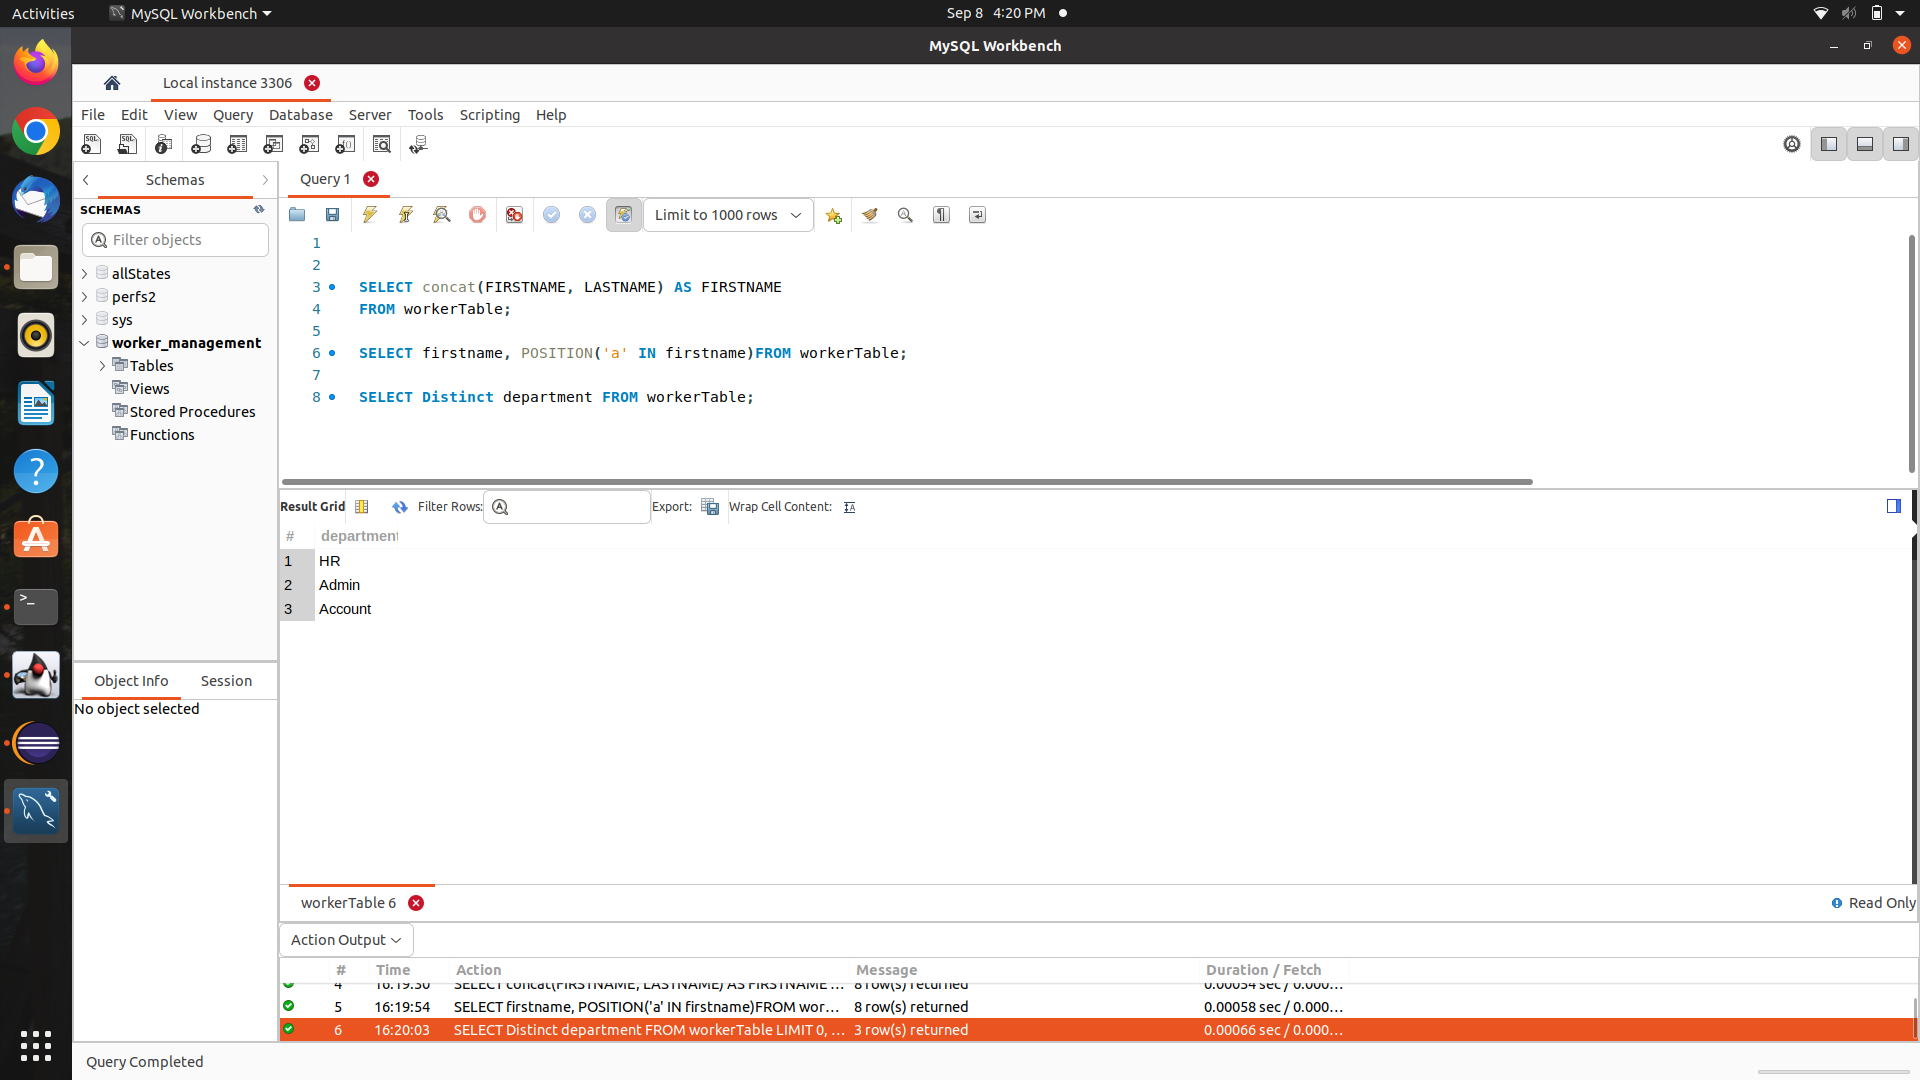 Activities
MySQL Workbench
Sep 8 4:20 PM
MySQL Workbench
Local instance 3306
File Edit View Query Database Server Tools Scripting Help
Schemas
Query 1
SCHEMAS
Limit to 1000 rows
Filter objects
allStates
perfs2
sys
worker_management
Tables
Views
Stored Procedures
Functions
1
2
3 SELECT concat(FIRSTNAME, LASTNAME) AS FIRSTNAME
4 FROM workerTable;
5
6 SELECT firstname, POSITION('a' IN firstname)FROM workerTable;
7
8 SELECT Distinct department FROM workerTable;
Result Grid Filter Rows: Export: Wrap Cell Content:
# department
1 HR
2 Admin
3 Account
Object Info Session
No object selected
workerTable 6
Read Only
Action Output
# Time Action Message Duration / Fetch
4 16:19:30 SELECT concat(FIRSTNAME, LASTNAME) AS FIRSTNAME ... 8 row(s) returned 0.00054 sec / 0.000...
5 16:19:54 SELECT firstname, POSITION('a' IN firstname)FROM wor... 8 row(s) returned 0.00058 sec / 0.000...
6 16:20:03 SELECT Distinct department FROM workerTable LIMIT 0, ... 3 row(s) returned 0.00066 sec / 0.000...
Query Completed